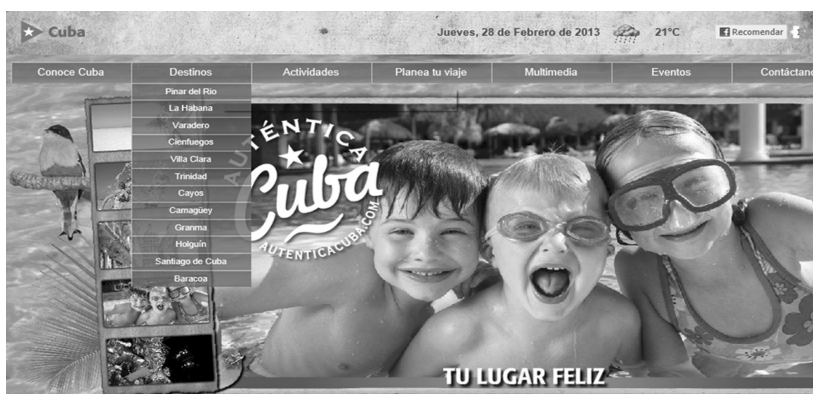 Cuba
Jueves, 28 de Febrero de 2013
21°C
Recomendar
Conoce Cuba
Destinos
Actividades
Planea tu viaje
Multimedia
Eventos
Contáctano
Pinar del Rio
La Habana
Varadero
Cienfuegos
Villa Clara
Trinidad
Cayos
Camagüey
Granma
Holguín
Santiago de Cuba
Baracoa
AUTÉNTICA
Cuba
AUTENTICACUBA.COM
TU LUGAR FELIZ